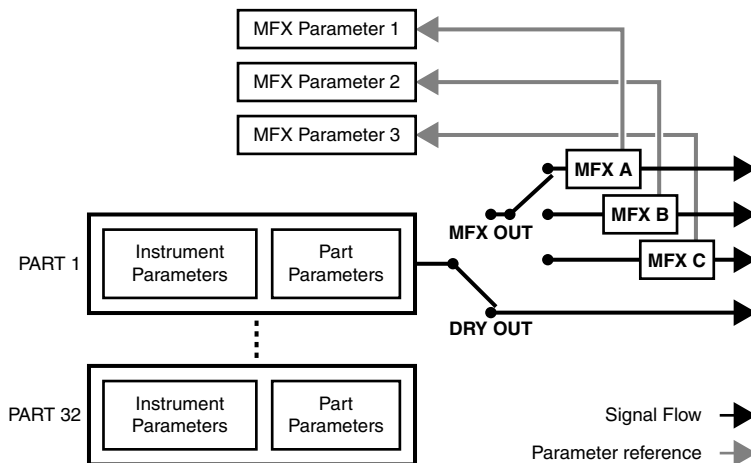 MFX Parameter 1
MFX Parameter 2
MFX Parameter 3
MFX A
MFX B
MFX OUT
MFX C
PART 1
Instrument
Parameters
Part
Parameters
DRY OUT
PART 32
Instrument
Parameters
Part
Parameters
Signal Flow
Parameter reference